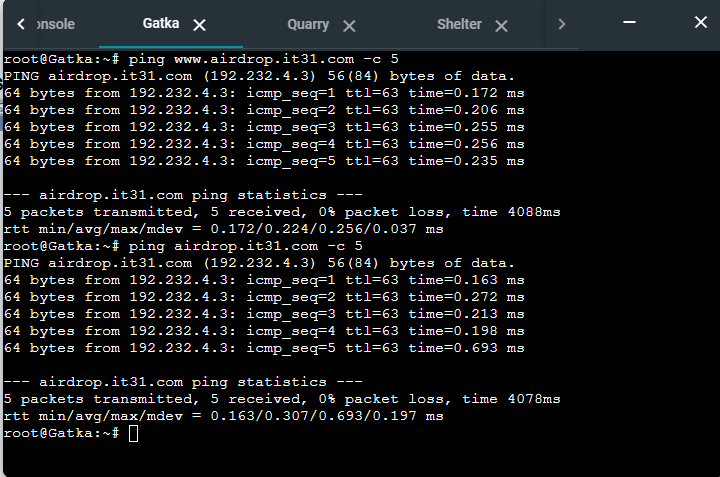 onsole Gatka Quarry Shelter
root@Gatka:~# ping www.airdrop.it31.com -c 5
PING airdrop.it31.com (192.232.4.3) 56(84) bytes of data.
64 bytes from 192.232.4.3: icmp_seq=1 ttl=63 time=0.172 ms
64 bytes from 192.232.4.3: icmp_seq=2 ttl=63 time=0.206 ms
64 bytes from 192.232.4.3: icmp_seq=3 ttl=63 time=0.255 ms
64 bytes from 192.232.4.3: icmp_seq=4 ttl=63 time=0.256 ms
64 bytes from 192.232.4.3: icmp_seq=5 ttl=63 time=0.235 ms
--- airdrop.it31.com ping statistics ---
5 packets transmitted, 5 received, 0% packet loss, time 4088ms
rtt min/avg/max/mdev = 0.172/0.224/0.256/0.037 ms
root@Gatka:~# ping airdrop.it31.com -c 5
PING airdrop.it31.com (192.232.4.3) 56(84) bytes of data.
64 bytes from 192.232.4.3: icmp_seq=1 ttl=63 time=0.163 ms
64 bytes from 192.232.4.3: icmp_seq=2 ttl=63 time=0.272 ms
64 bytes from 192.232.4.3: icmp_seq=3 ttl=63 time=0.213 ms
64 bytes from 192.232.4.3: icmp_seq=4 ttl=63 time=0.198 ms
64 bytes from 192.232.4.3: icmp_seq=5 ttl=63 time=0.693 ms
--- airdrop.it31.com ping statistics ---
5 packets transmitted, 5 received, 0% packet loss, time 4078ms
rtt min/avg/max/mdev = 0.163/0.307/0.693/0.197 ms
root@Gatka:~#